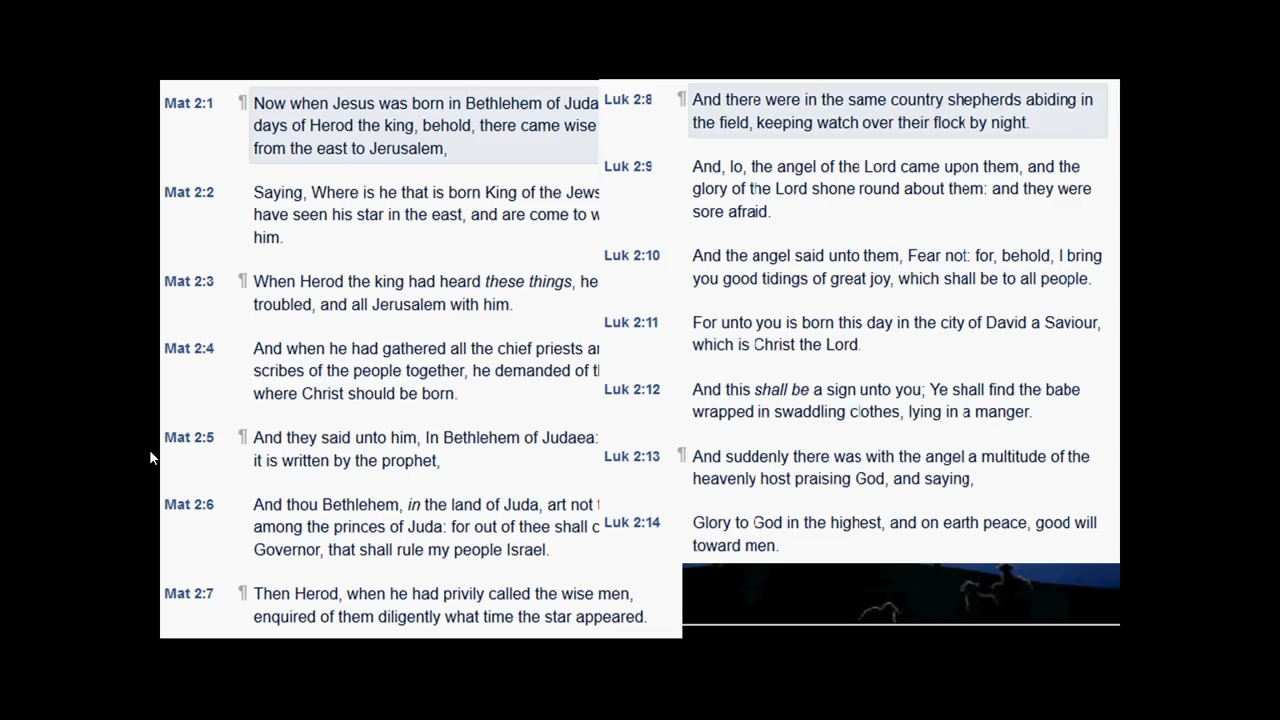 Mat 2:1 ¶ Now when Jesus was born in Bethlehem of Juda
days of Herod the king, behold, there came wise
from the east to Jerusalem,
Mat 2:2 Saying, Where is he that is born King of the Jews
have seen his star in the east, and are come to w
him.
Mat 2:3 ¶ When Herod the king had heard these things, he
troubled, and all Jerusalem with him.
Mat 2:4 And when he had gathered all the chief priests an
scribes of the people together, he demanded of th
where Christ should be born.
Mat 2:5 ¶ And they said unto him, In Bethlehem of Judaea:
it is written by the prophet,
Mat 2:6 And thou Bethlehem, in the land of Juda, art not
among the princes of Juda: for out of thee shall c
Governor, that shall rule my people Israel.
Mat 2:7 ¶ Then Herod, when he had privily called the wise men,
enquired of them diligently what time the star appeared.
Luk 2:8 ¶ And there were in the same country shepherds abiding in
the field, keeping watch over their flock by night.
Luk 2:9 And, lo, the angel of the Lord came upon them, and the
glory of the Lord shone round about them: and they were
sore afraid.
Luk 2:10 And the angel said unto them, Fear not: for, behold, I bring
you good tidings of great joy, which shall be to all people.
Luk 2:11 For unto you is born this day in the city of David a Saviour,
which is Christ the Lord.
Luk 2:12 And this shall be a sign unto you; Ye shall find the babe
wrapped in swaddling clothes, lying in a manger.
Luk 2:13 ¶ And suddenly there was with the angel a multitude of the
heavenly host praising God, and saying,
Luk 2:14 Glory to God in the highest, and on earth peace, good will
toward men.